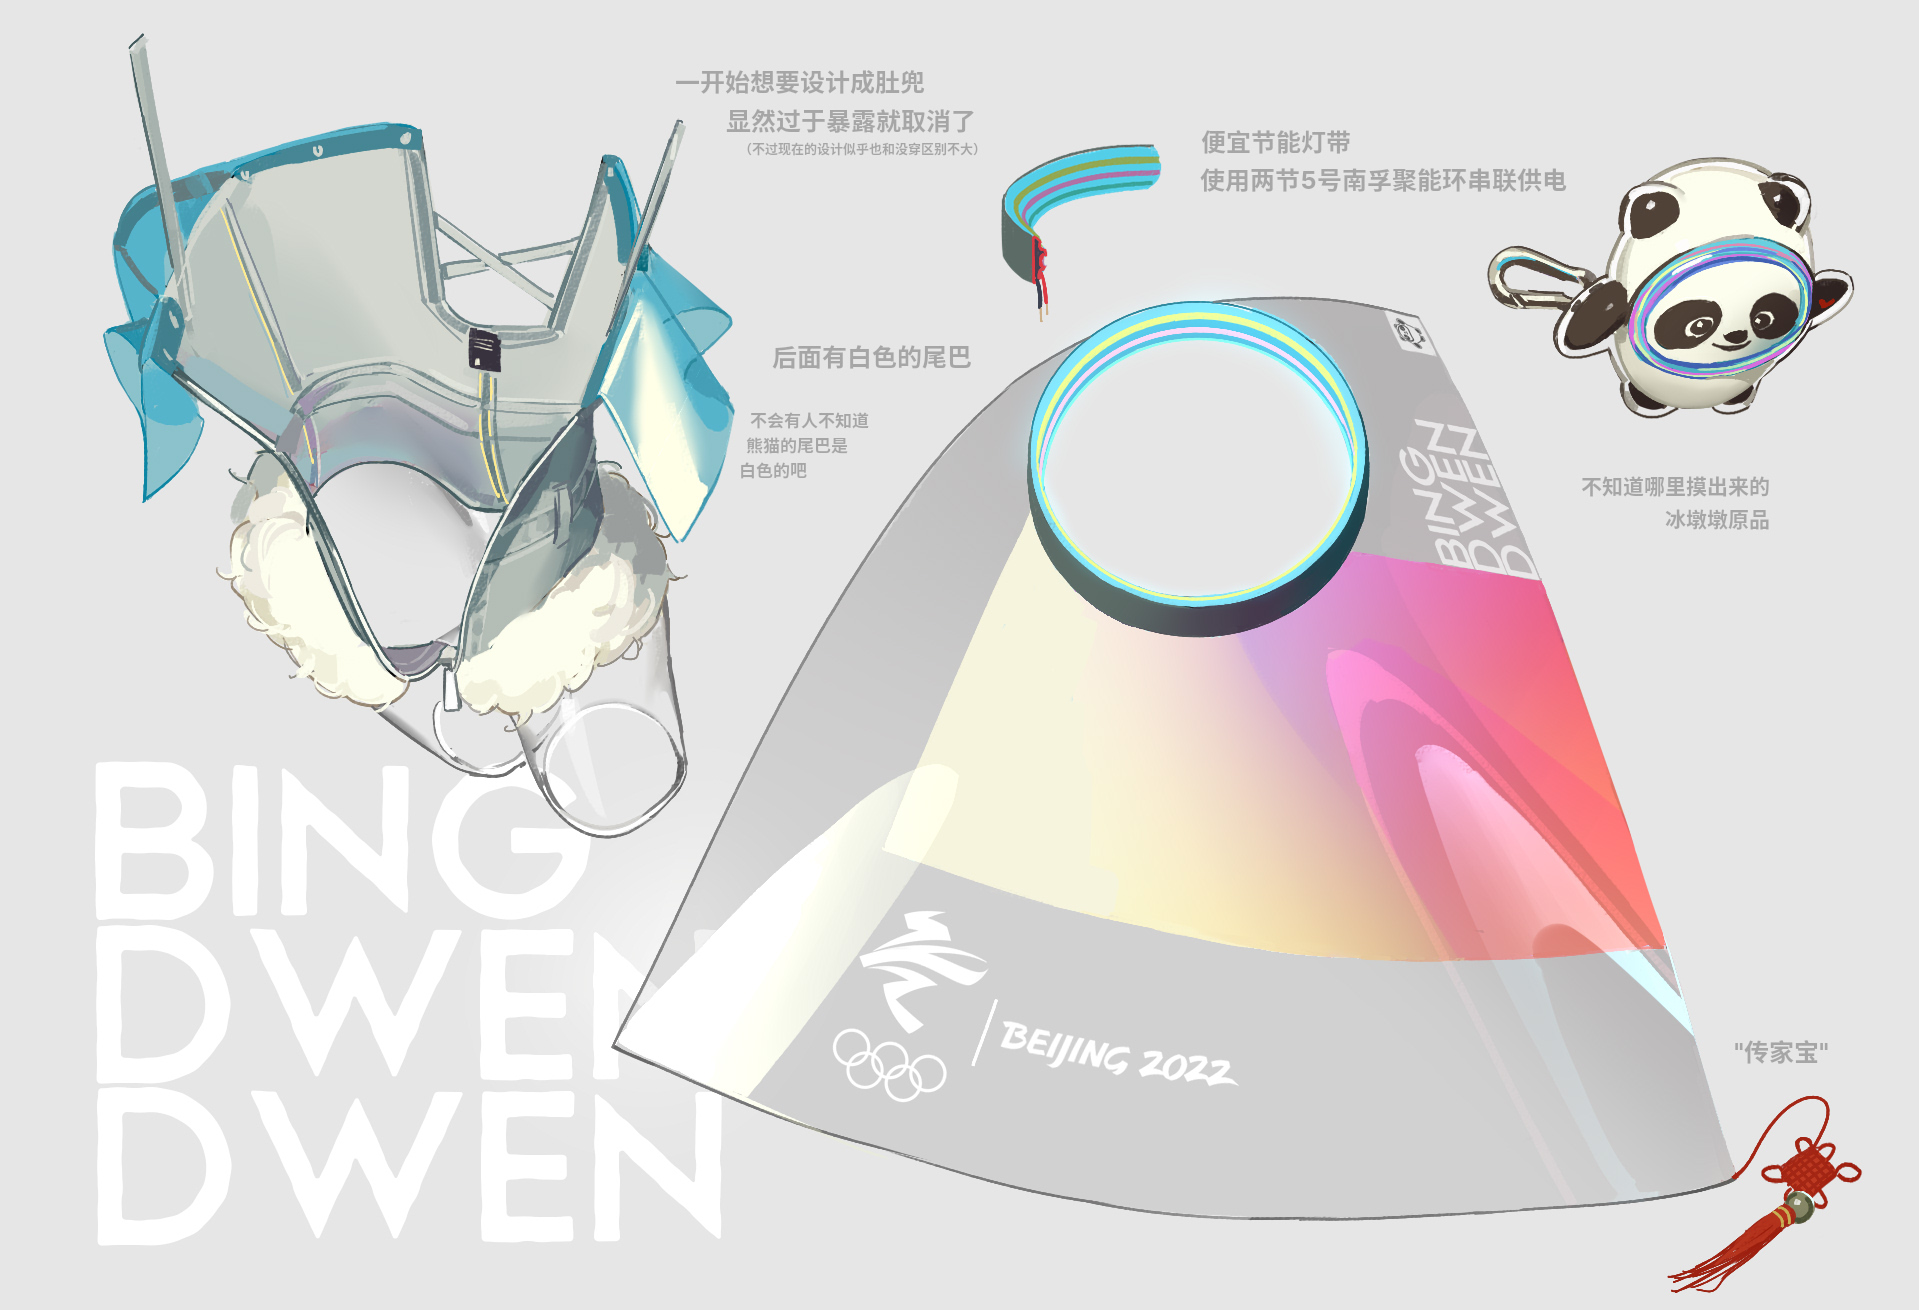 一开始想要设计成肚兜
显然过于暴露就取消了
（不过现在的设计似乎也和没穿区别不大）
便宜节能灯带
使用两节5号南孚聚能环串联供电
后面有白色的尾巴
不会有人不知道
熊猫的尾巴是
白色的吧
不知道哪里摸出来的
冰墩墩原品
BING
DWEN
DWEN
BING
DWEN
DWEN
BEIJING 2022
"传家宝"